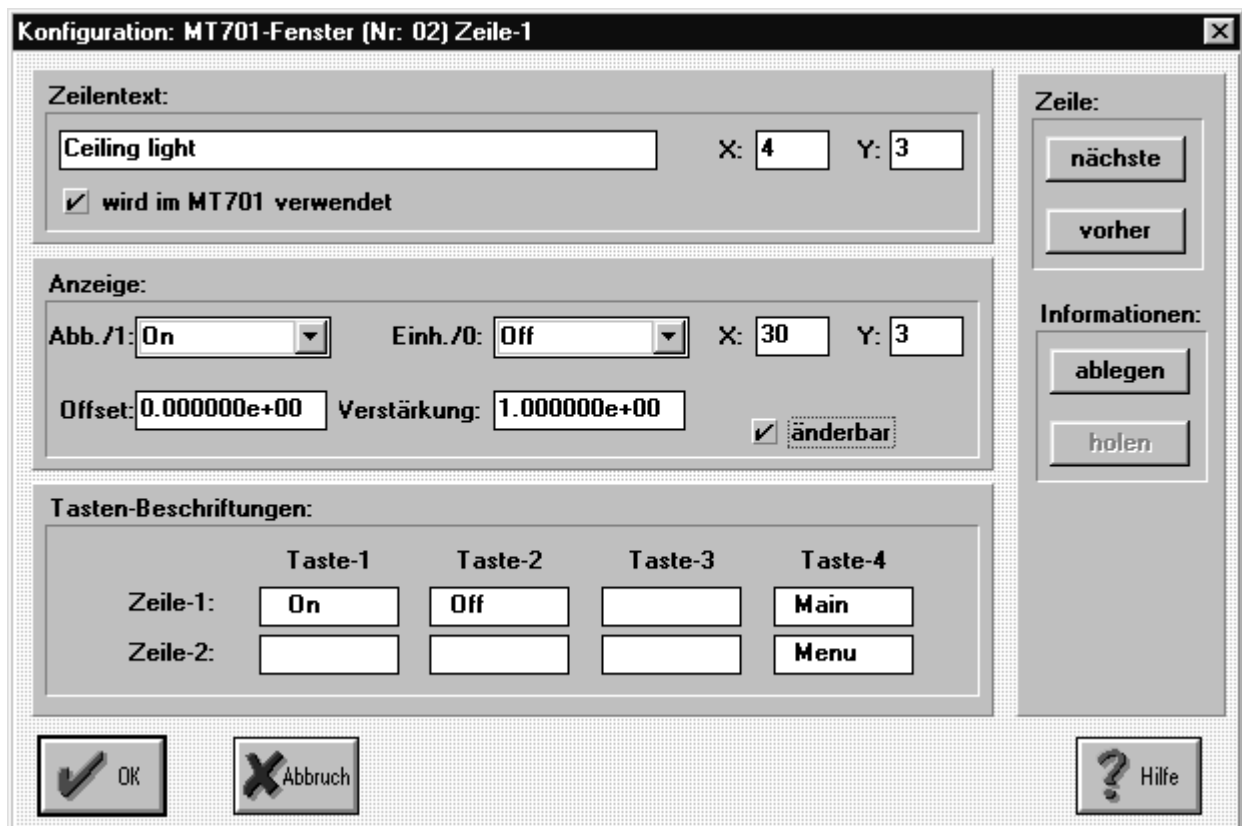 Konfiguration: MT701-Fenster (Nr: 02) Zeile-1
Zeilentext:
Ceiling light
X: 4 Y: 3
wird im MT701 verwendet
Anzeige:
Abb./1: On Einh./0: Off X: 30 Y: 3
Offset: 0.000000e+00 Verstärkung: 1.000000e+00 änderbar
Tasten-Beschriftungen:
Taste-1 Taste-2 Taste-3 Taste-4
Zeile-1: On Off Main
Zeile-2: Menu
Zeile:
nächste
vorher
Informationen:
ablegen
holen
OK Abbruch Hilfe